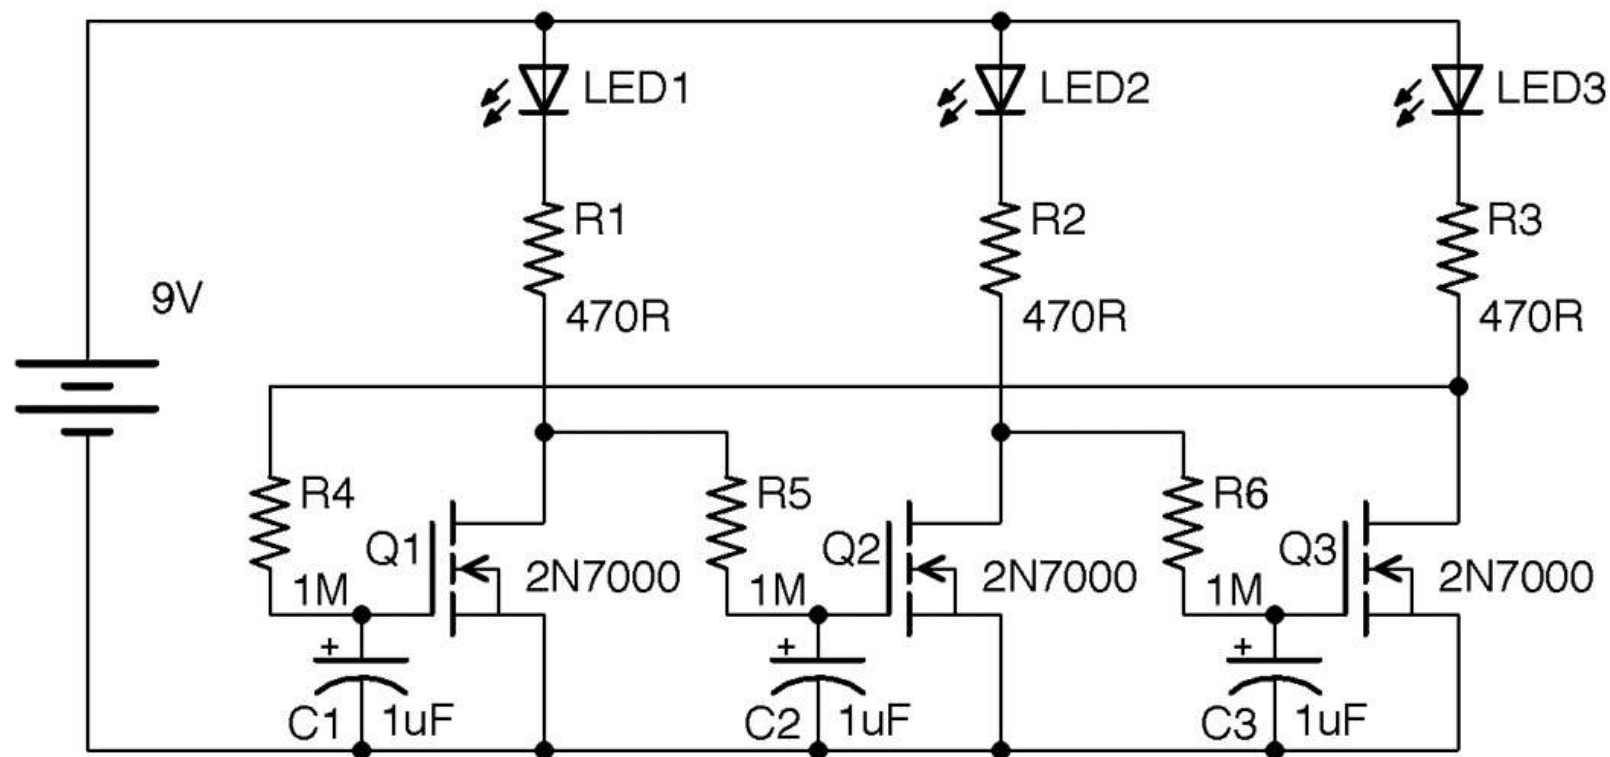 LED1
LED2
LED3
R1
R2
R3
9V
470R
470R
470R
R4
R5
R6
Q1
Q2
Q3
1M
2N7000
1M
2N7000
1M
2N7000
+
+
+
C1
1uF
C2
1uF
C3
1uF